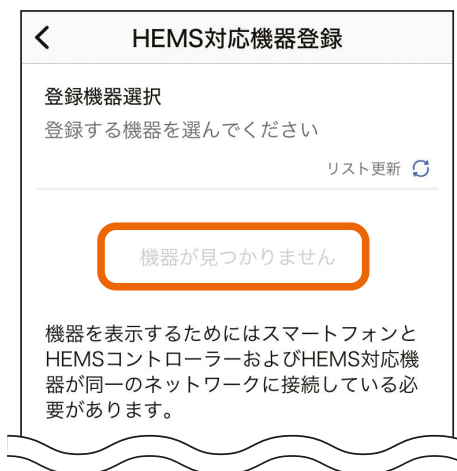 HEMS対応機器登録
登録機器選択
登録する機器を選んでください
リスト更新
機器が見つかりません
機器を表示するためにはスマートフォンと
HEMSコントローラーおよびHEMS対応機
器が同一のネットワークに接続している必
要があります。